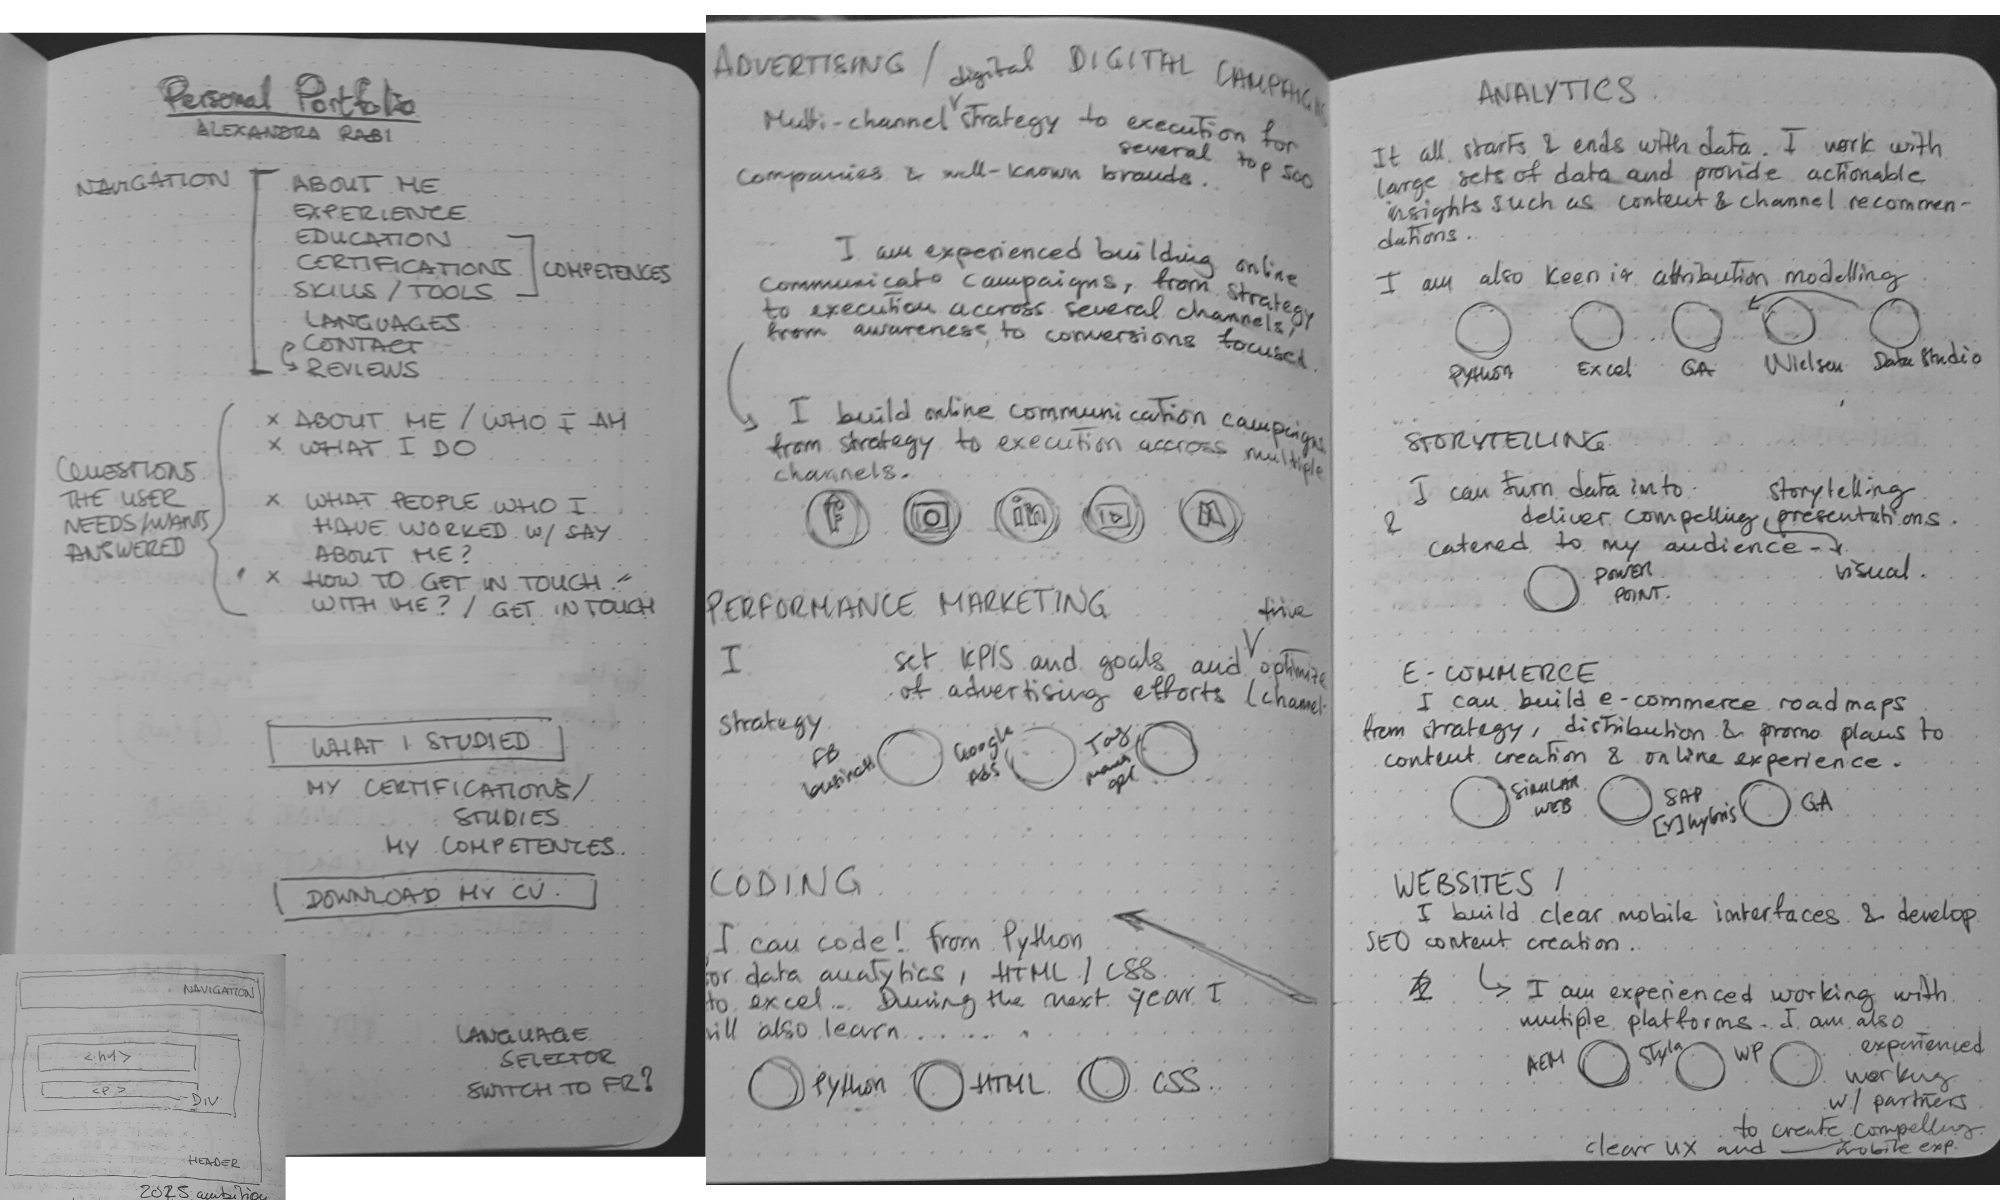 Personal Portfolio
ALEXANDRA RABI
NAVIGATION
ABOUT ME
EXPERIENCE
EDUCATION
CERTIFICATIONS
SKILLS / TOOLS
COMPETENCES
LANGUAGES
CONTACT
REVIEWS
QUESTIONS
THE USER
NEEDS/WANTS
ANSWERED
x ABOUT ME / WHO I AM
x WHAT I DO
x WHAT PEOPLE WHO I
HAVE WORKED W/ SAY
ABOUT ME?
x HOW TO GET IN TOUCH
WITH ME? / GET IN TOUCH
WHAT I STUDIED
MY CERTIFICATIONS/
STUDIES
MY COMPETENCES.
DOWNLOAD MY CV.
LANGUAGE
SELECTOR
SWITCH TO FR?
NAVIGATION
<h1>
<p>
DIV
HEADER
2025 ambition
ADVERTISING / digital DIGITAL CAMPAIGNS
Multi-channel strategy to execution for
several top 500
companies & well-known brands.
I am experienced building online
communicato campaigns, from strategy
to execution accross several channels,
from awareness, to conversions focused.
I build online communication campaigns
from strategy to execution accross multiple
channels.
f in
PERFORMANCE MARKETING
drive
I set KPIS and goals and optimize
of advertising efforts (channel
strategy
FB
business
Google
ADS
CODING
I can code! from Python
for data analytics, HTML / CSS
to excel... During the next year I
will also learn..........
Python HTML CSS..
ANALYTICS
It all starts & ends with data. I work with
large sets of data and provide actionable
insights such as content & channel recommen-
dations.
I am also keen in attribution modelling
Python Excel GA Nielsen Data Studio
STORYTELLING
I can turn data into storytelling
& deliver compelling presentations.
catered to my audience -
visual.
POWER
POINT.
E-COMMERCE
I can build e-commerce roadmaps
from strategy, distribution & promo plans to
content creation & online experience.
SIMILAR
WEB
SAP
[Y] hybris
GA
WEBSITES /
I build clear mobile interfaces & develop
SEO content creation.
I am experienced working with
multiple platforms. I am also
experienced
AEM Styla WP
working
w/ partners
to create compelling
clear UX and mobile exp.